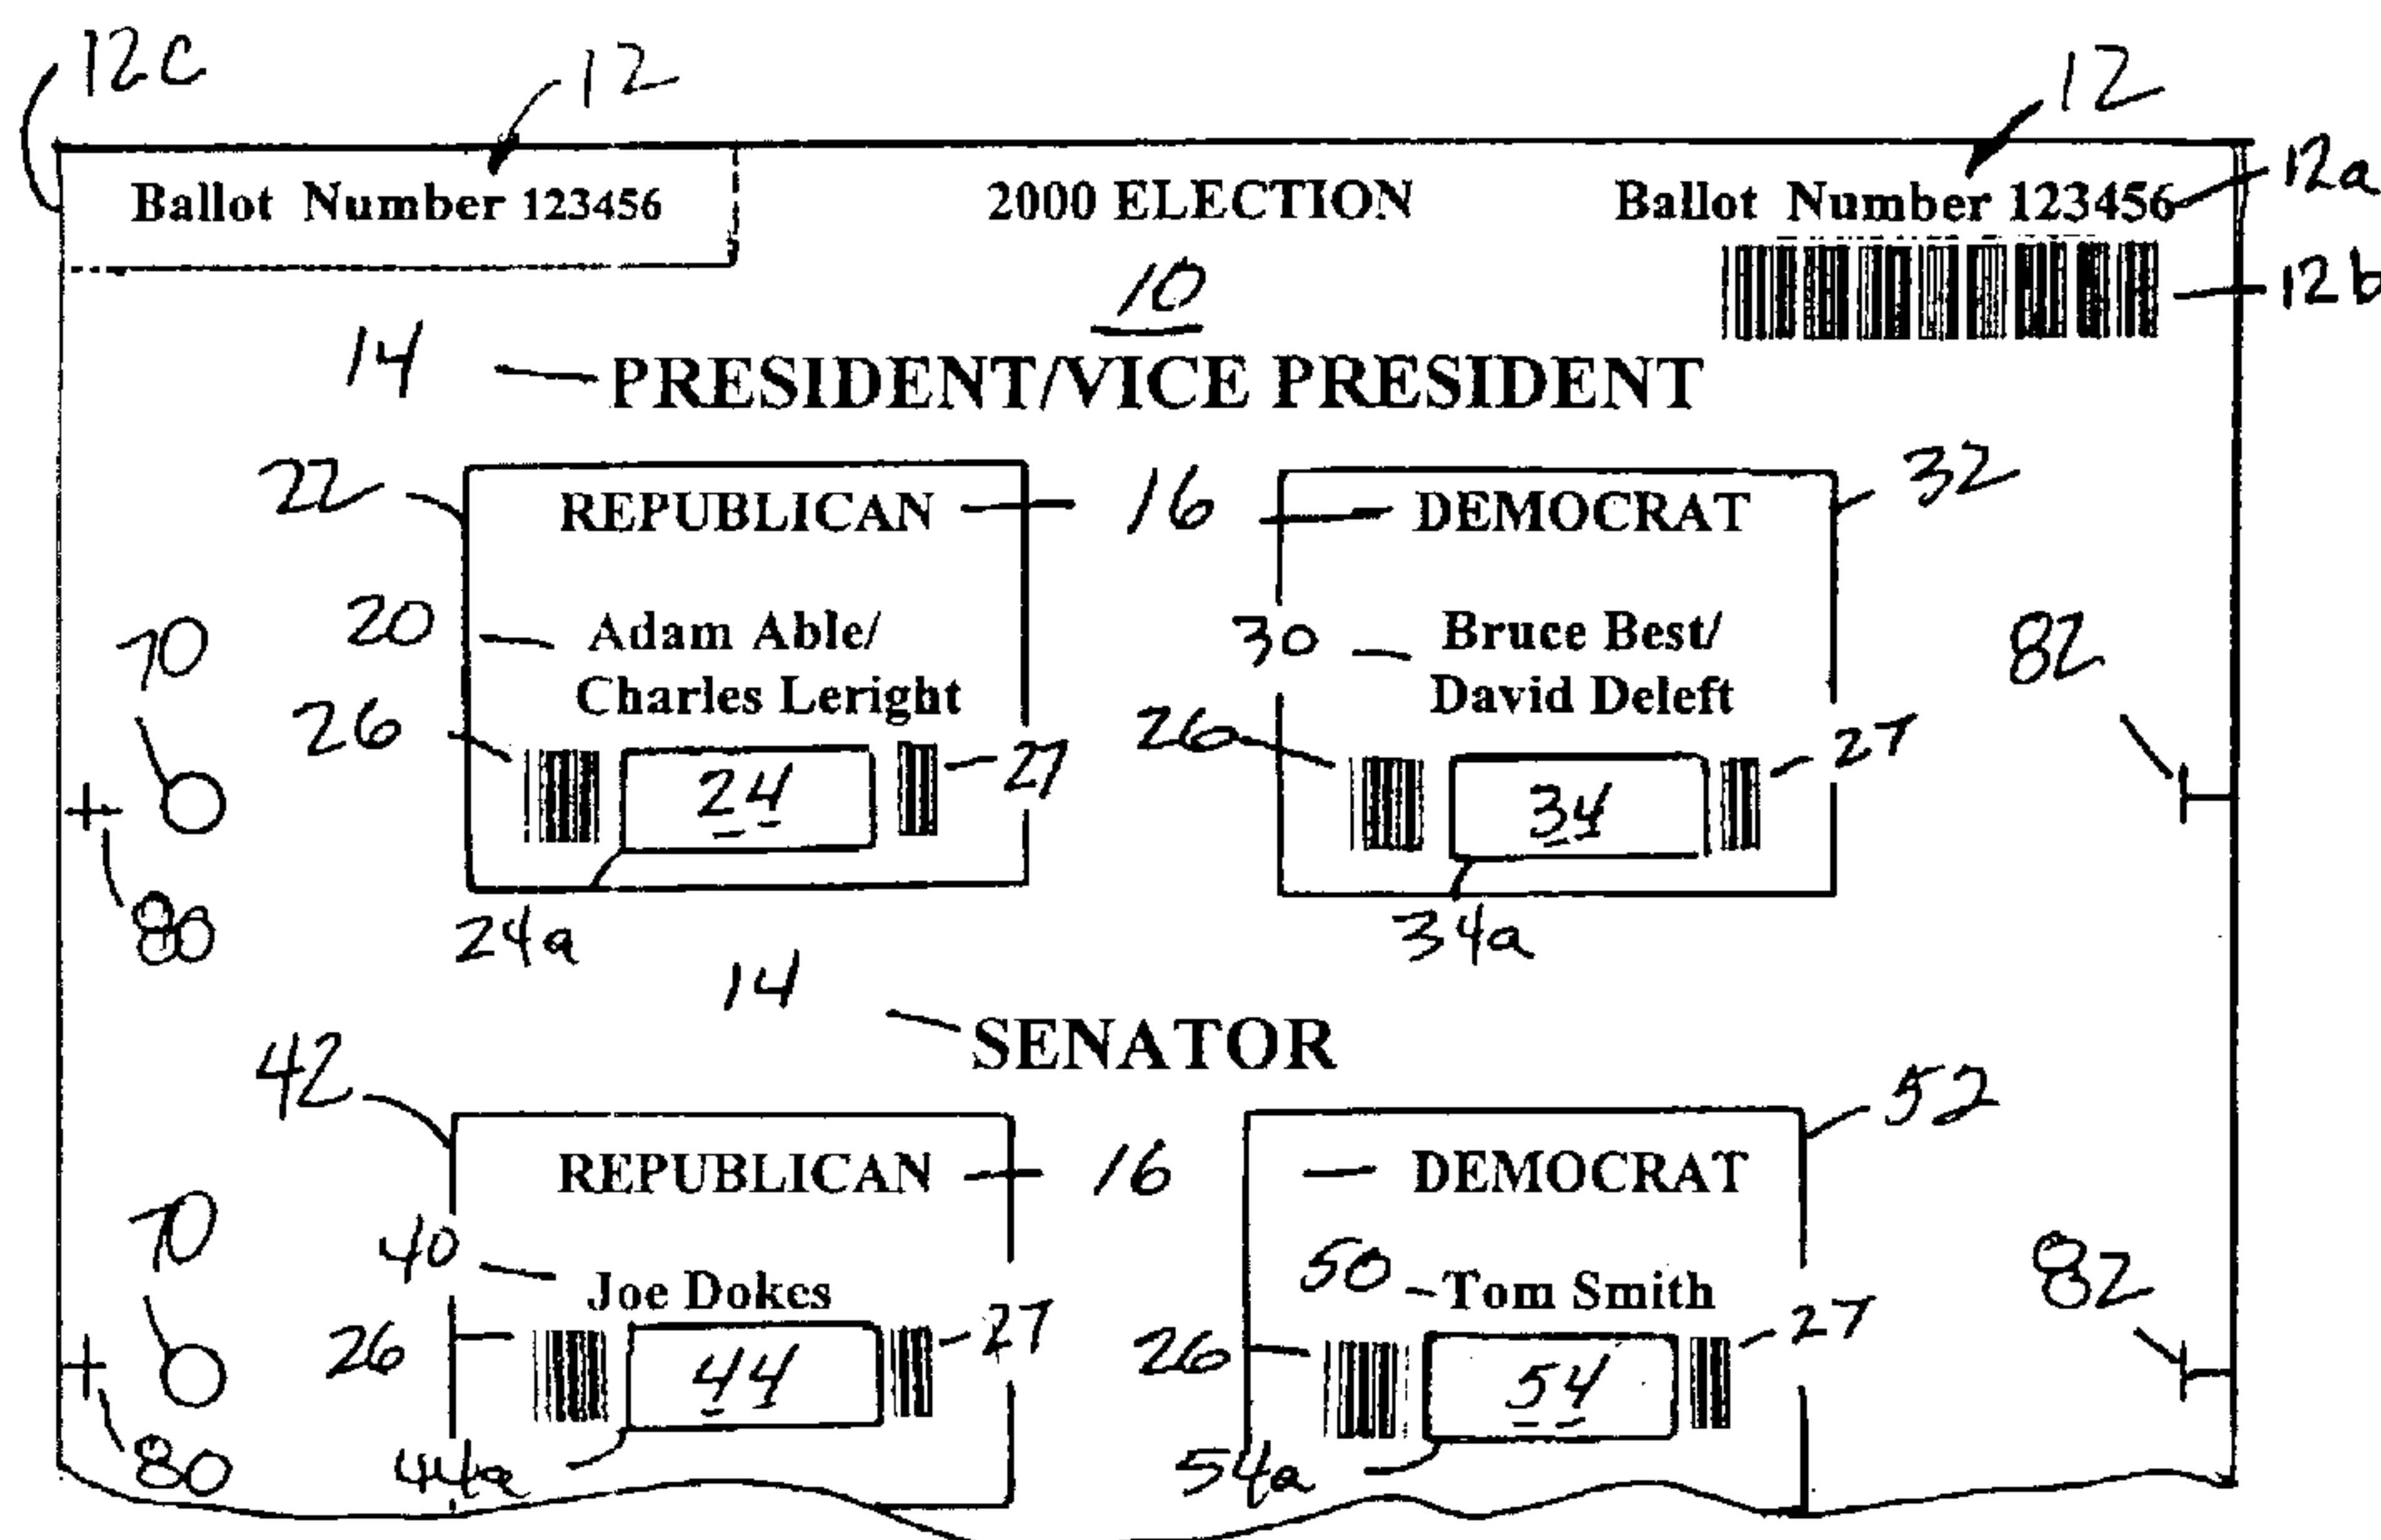 12c 12 12
Ballot Number 123456 2000 ELECTION Ballot Number 123456 12a
10 12b
14 PRESIDENT/VICE PRESIDENT
22 REPUBLICAN 16 DEMOCRAT 32
70 20 Adam Able/ 30 Bruce Best/ 82
26 Charles Leright 26 David Deleft
24 27 34 27
80 24a 34a
14
SENATOR
42 52
REPUBLICAN 16 DEMOCRAT
70 40 Joe Dokes 50 Tom Smith 82
26 44 27 26 54 27
80 44a 54a